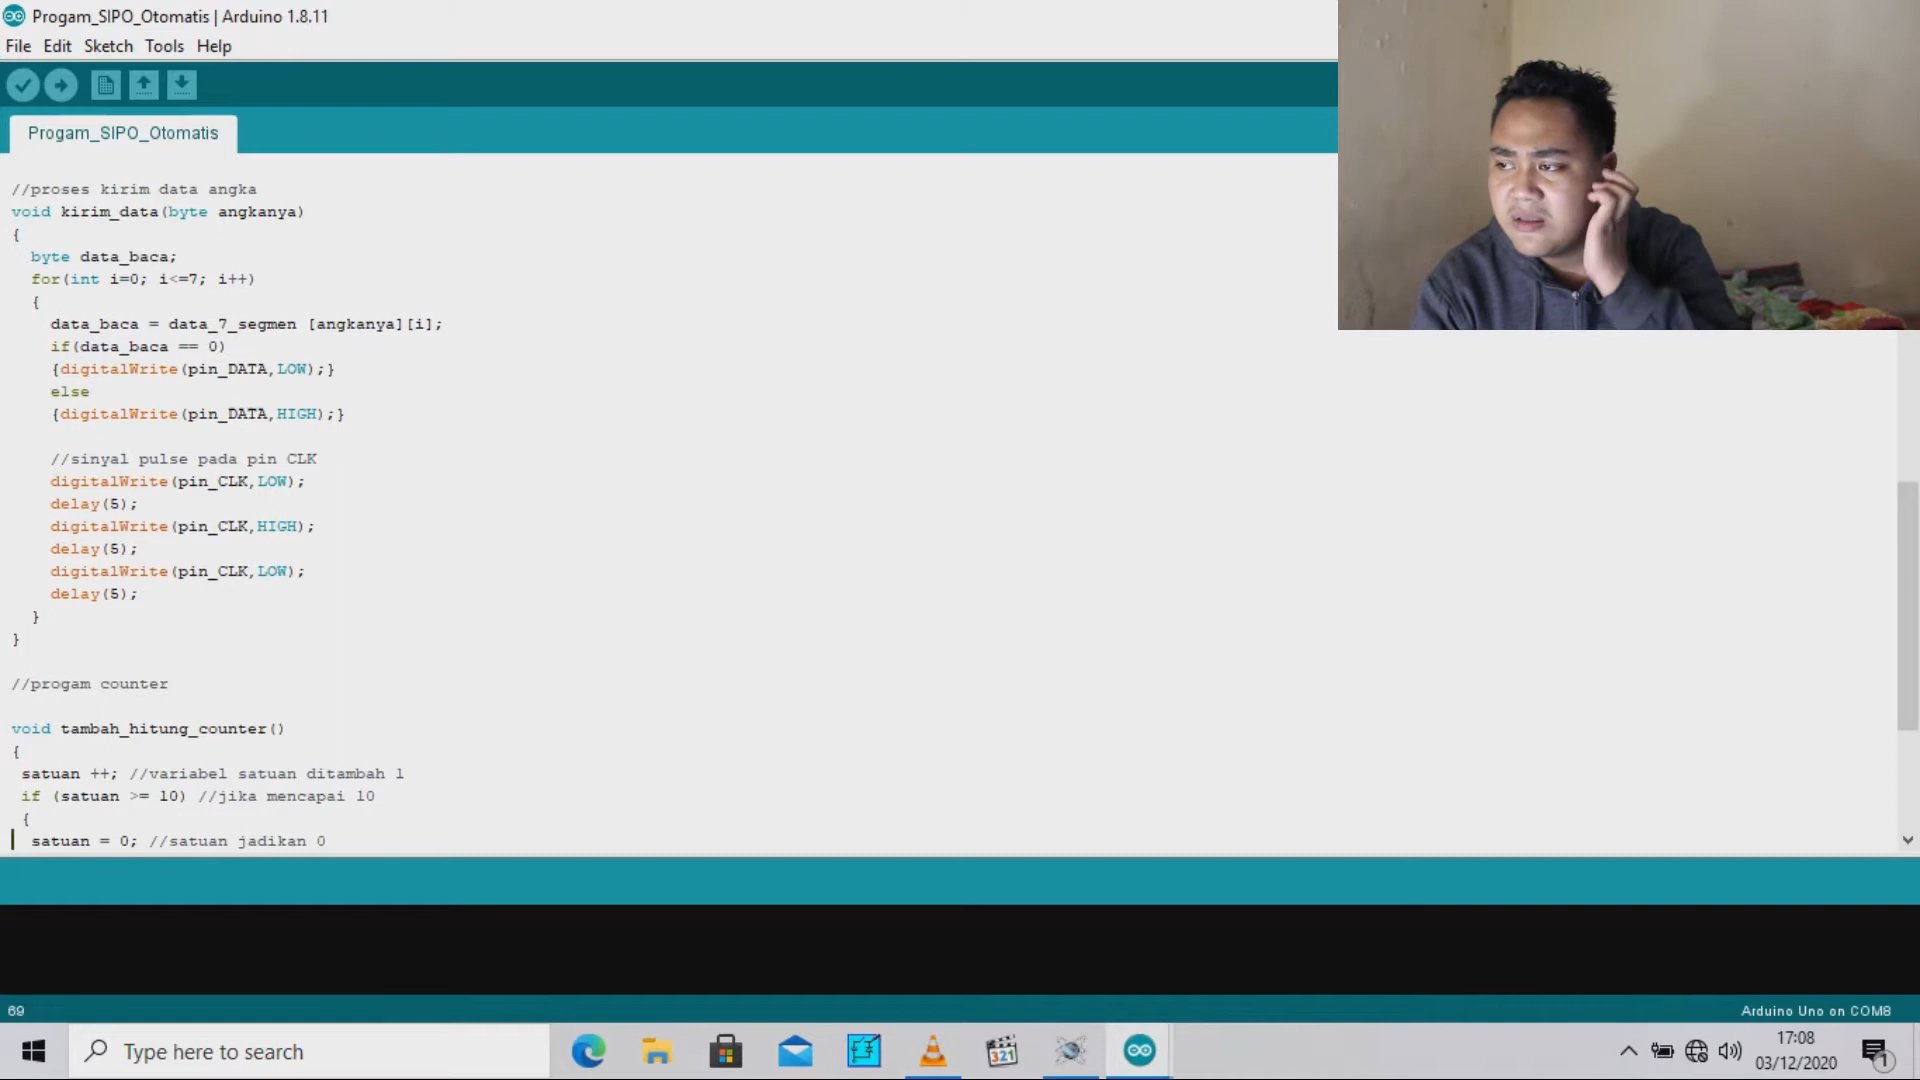 Progam_SIPO_Otomatis | Arduino 1.8.11
File Edit Sketch Tools Help
Progam_SIPO_Otomatis
//proses kirim data angka
void kirim_data(byte angkanya)
{
byte data_baca;
for(int i=0; i<=7; i++)
{
data_baca = data_7_segmen [angkanya][i];
if(data_baca == 0)
{digitalWrite(pin_DATA,LOW);}
else
{digitalWrite(pin_DATA,HIGH);}
//sinyal pulse pada pin CLK
digitalWrite(pin_CLK,LOW);
delay(5);
digitalWrite(pin_CLK,HIGH);
delay(5);
digitalWrite(pin_CLK,LOW);
delay(5);
}
}
//progam counter
void tambah_hitung_counter()
{
satuan ++; //variabel satuan ditambah 1
if (satuan >= 10) //jika mencapai 10
{
satuan = 0; //satuan jadikan 0
69
Arduino Uno on COM8
Type here to search
321
17:08
03/12/2020
1